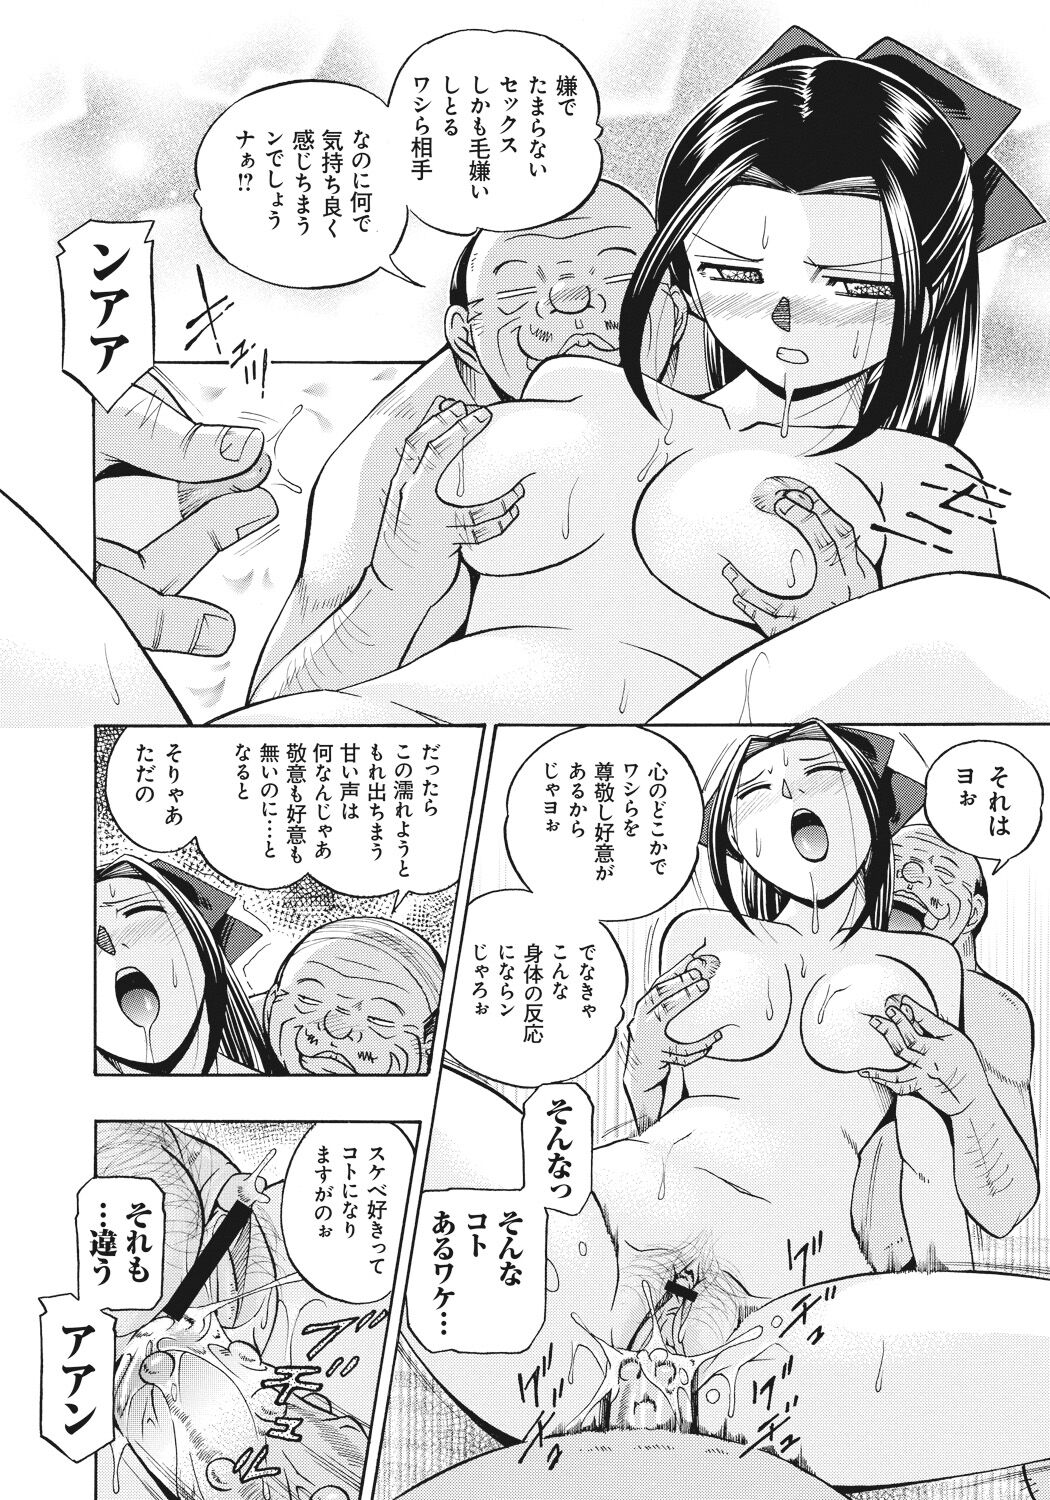 嫌で
たまらない
セックス
しかも毛嫌い
しとる
ワシら相手
なのに何で
気持ち良く
感じちまう
ンでしょう
ナぁ!?
ンアア
それは
ヨぉ
心のどこかで
ワシらを
尊敬し好意が
あるから
じゃヨぉ
でなきゃ
こんな
身体の反応
にならン
じゃろぉ
そんなっ
そんな
コト
あるワケ…
だったら
この濡れようと
もれ出ちまう
甘い声は
何なんじゃあ
敬意も好意も
無いのに…と
なると
そりゃあ
ただの
スケベ好きって
コトになり
ますがのぉ
それも
…違う
アアン